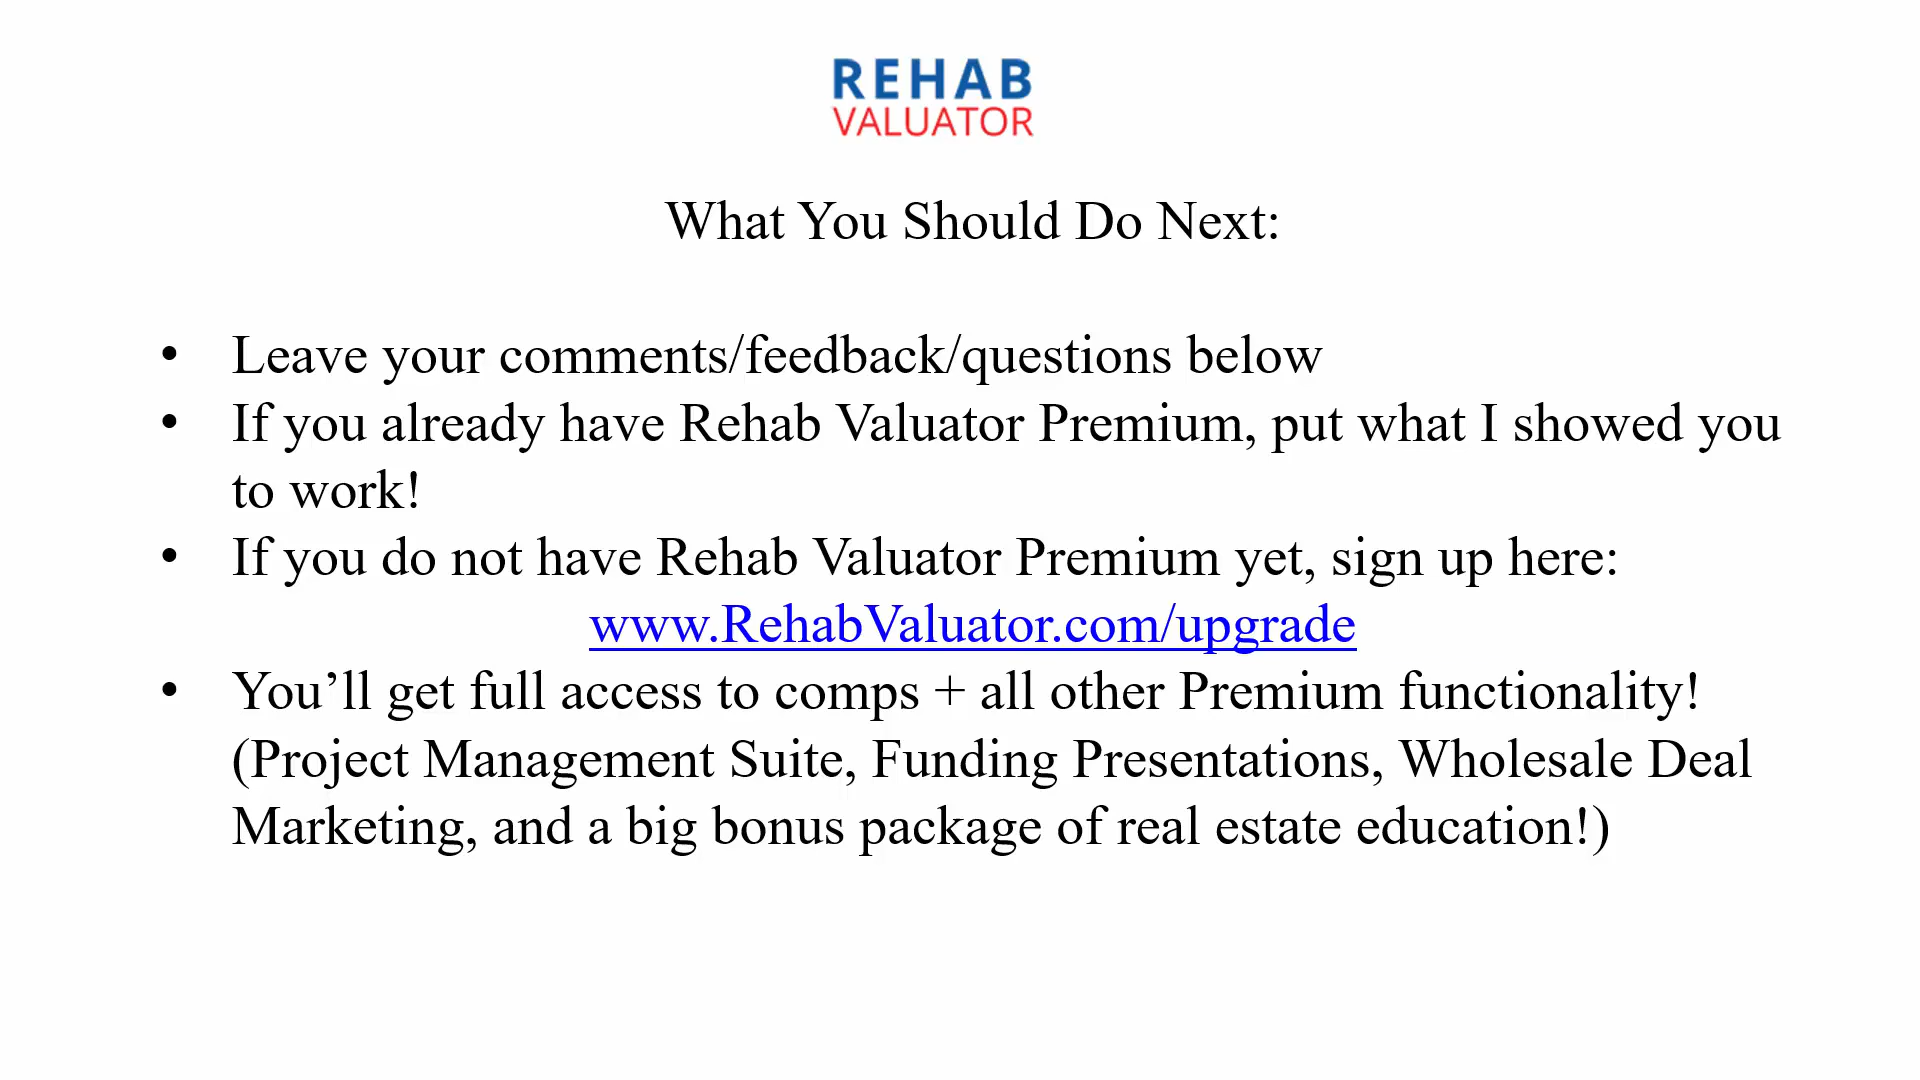 REHAB
VALUATOR
What You Should Do Next:
• Leave your comments/feedback/questions below
• If you already have Rehab Valuator Premium, put what I showed you
to work!
• If you do not have Rehab Valuator Premium yet, sign up here:
www.RehabValuator.com/upgrade
• You’ll get full access to comps + all other Premium functionality!
(Project Management Suite, Funding Presentations, Wholesale Deal
Marketing, and a big bonus package of real estate education!)